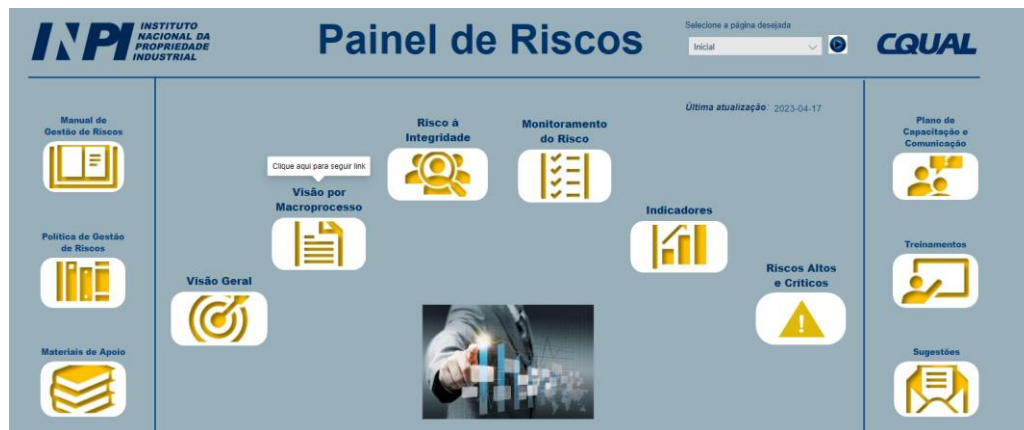 INPI
INSTITUTO
NACIONAL DA
PROPRIEDADE
INDUSTRIAL
Painel de Riscos
Selecione a página desejada
Inicial
CQUAL
Última atualização: 2023-04-17
Manual de
Gestão de Riscos
Política de Gestão
de Riscos
Materiais de Apoio
Visão Geral
Clique aqui para seguir link
Visão por
Macroprocesso
Risco à
Integridade
Monitoramento
do Risco
Indicadores
Riscos Altos
e Críticos
Plano de
Capacitação e
Comunicação
Treinamentos
Sugestões